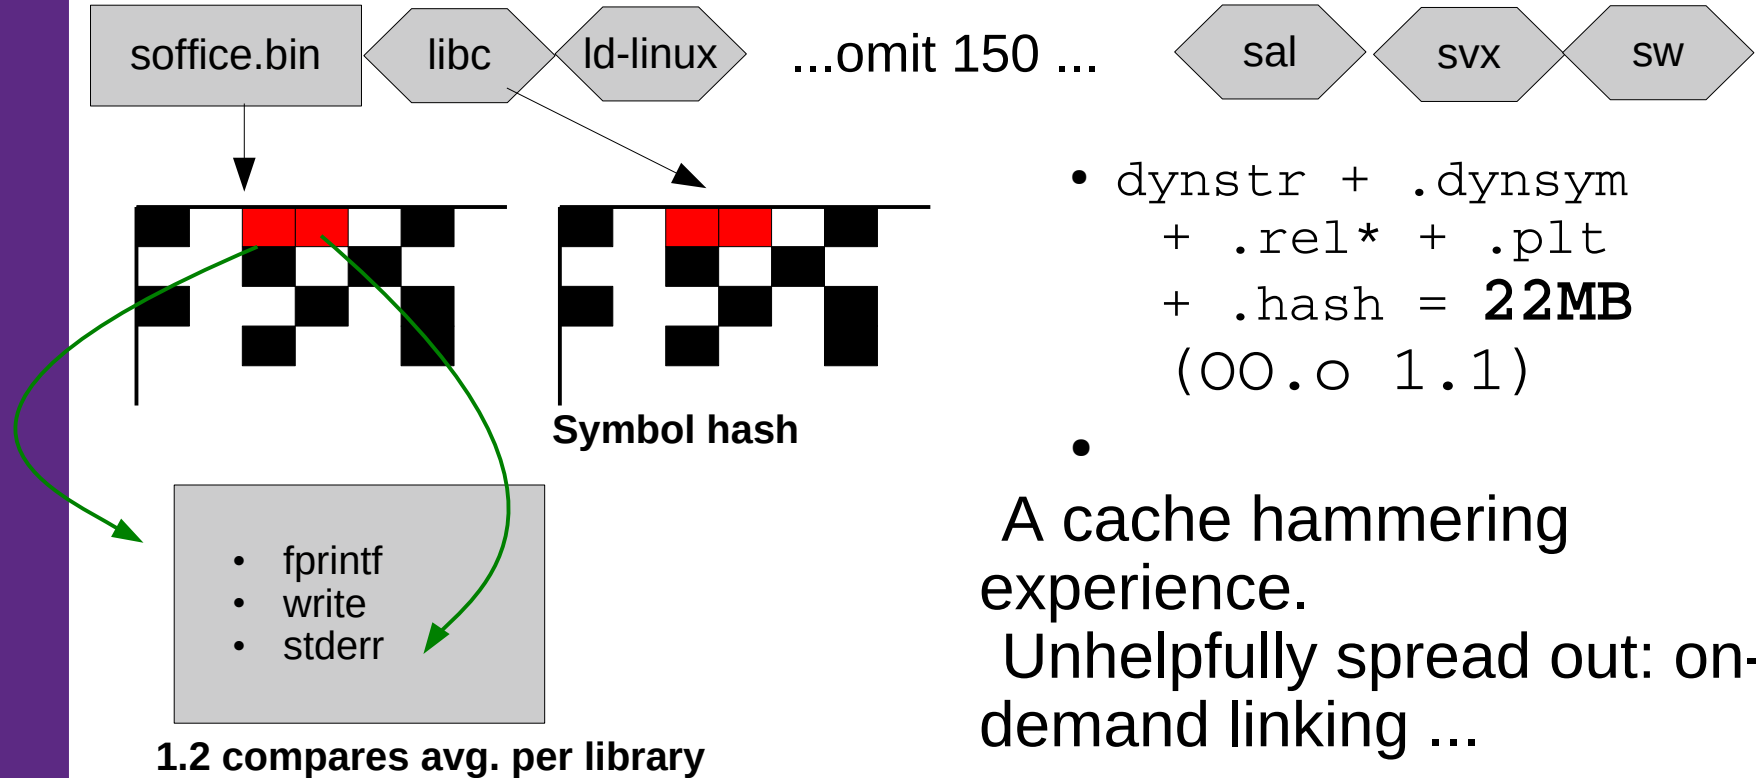 soffice.bin
libc
ld-linux
...omit 150 ...
sal
svx
sw
• dynstr + .dynsym
+ .rel* + .plt
+ .hash = 22MB
(OO.o 1.1)
Symbol hash
•
A cache hammering
experience.
Unhelpfully spread out: on-
demand linking ...
• fprintf
• write
• stderr
1.2 compares avg. per library